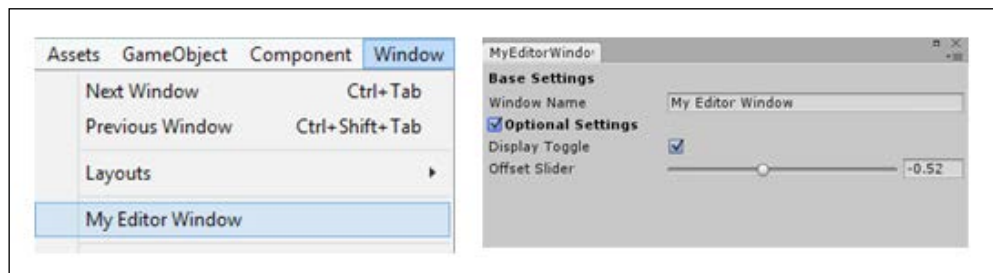 Assets GameObject Component Window
Next Window Ctrl+Tab
Previous Window Ctrl+Shift+Tab
Layouts
My Editor Window
MyEditorWindo
Base Settings
Window Name My Editor Window
Optional Settings
Display Toggle
Offset Slider -0.52